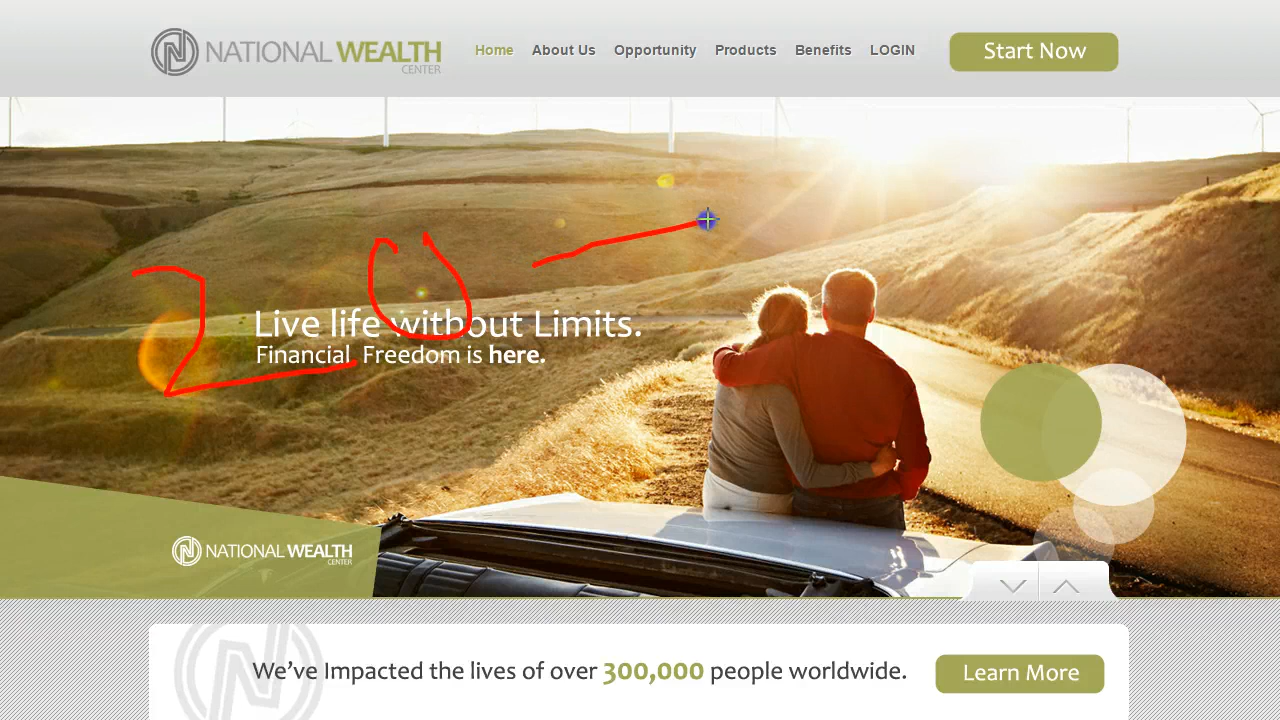 NATIONAL WEALTH
CENTER
Home About Us Opportunity Products Benefits LOGIN
Start Now
20
Live life without Limits.
Financial Freedom is here.
NATIONAL WEALTH
CENTER
We've Impacted the lives of over 300,000 people worldwide.
Learn More